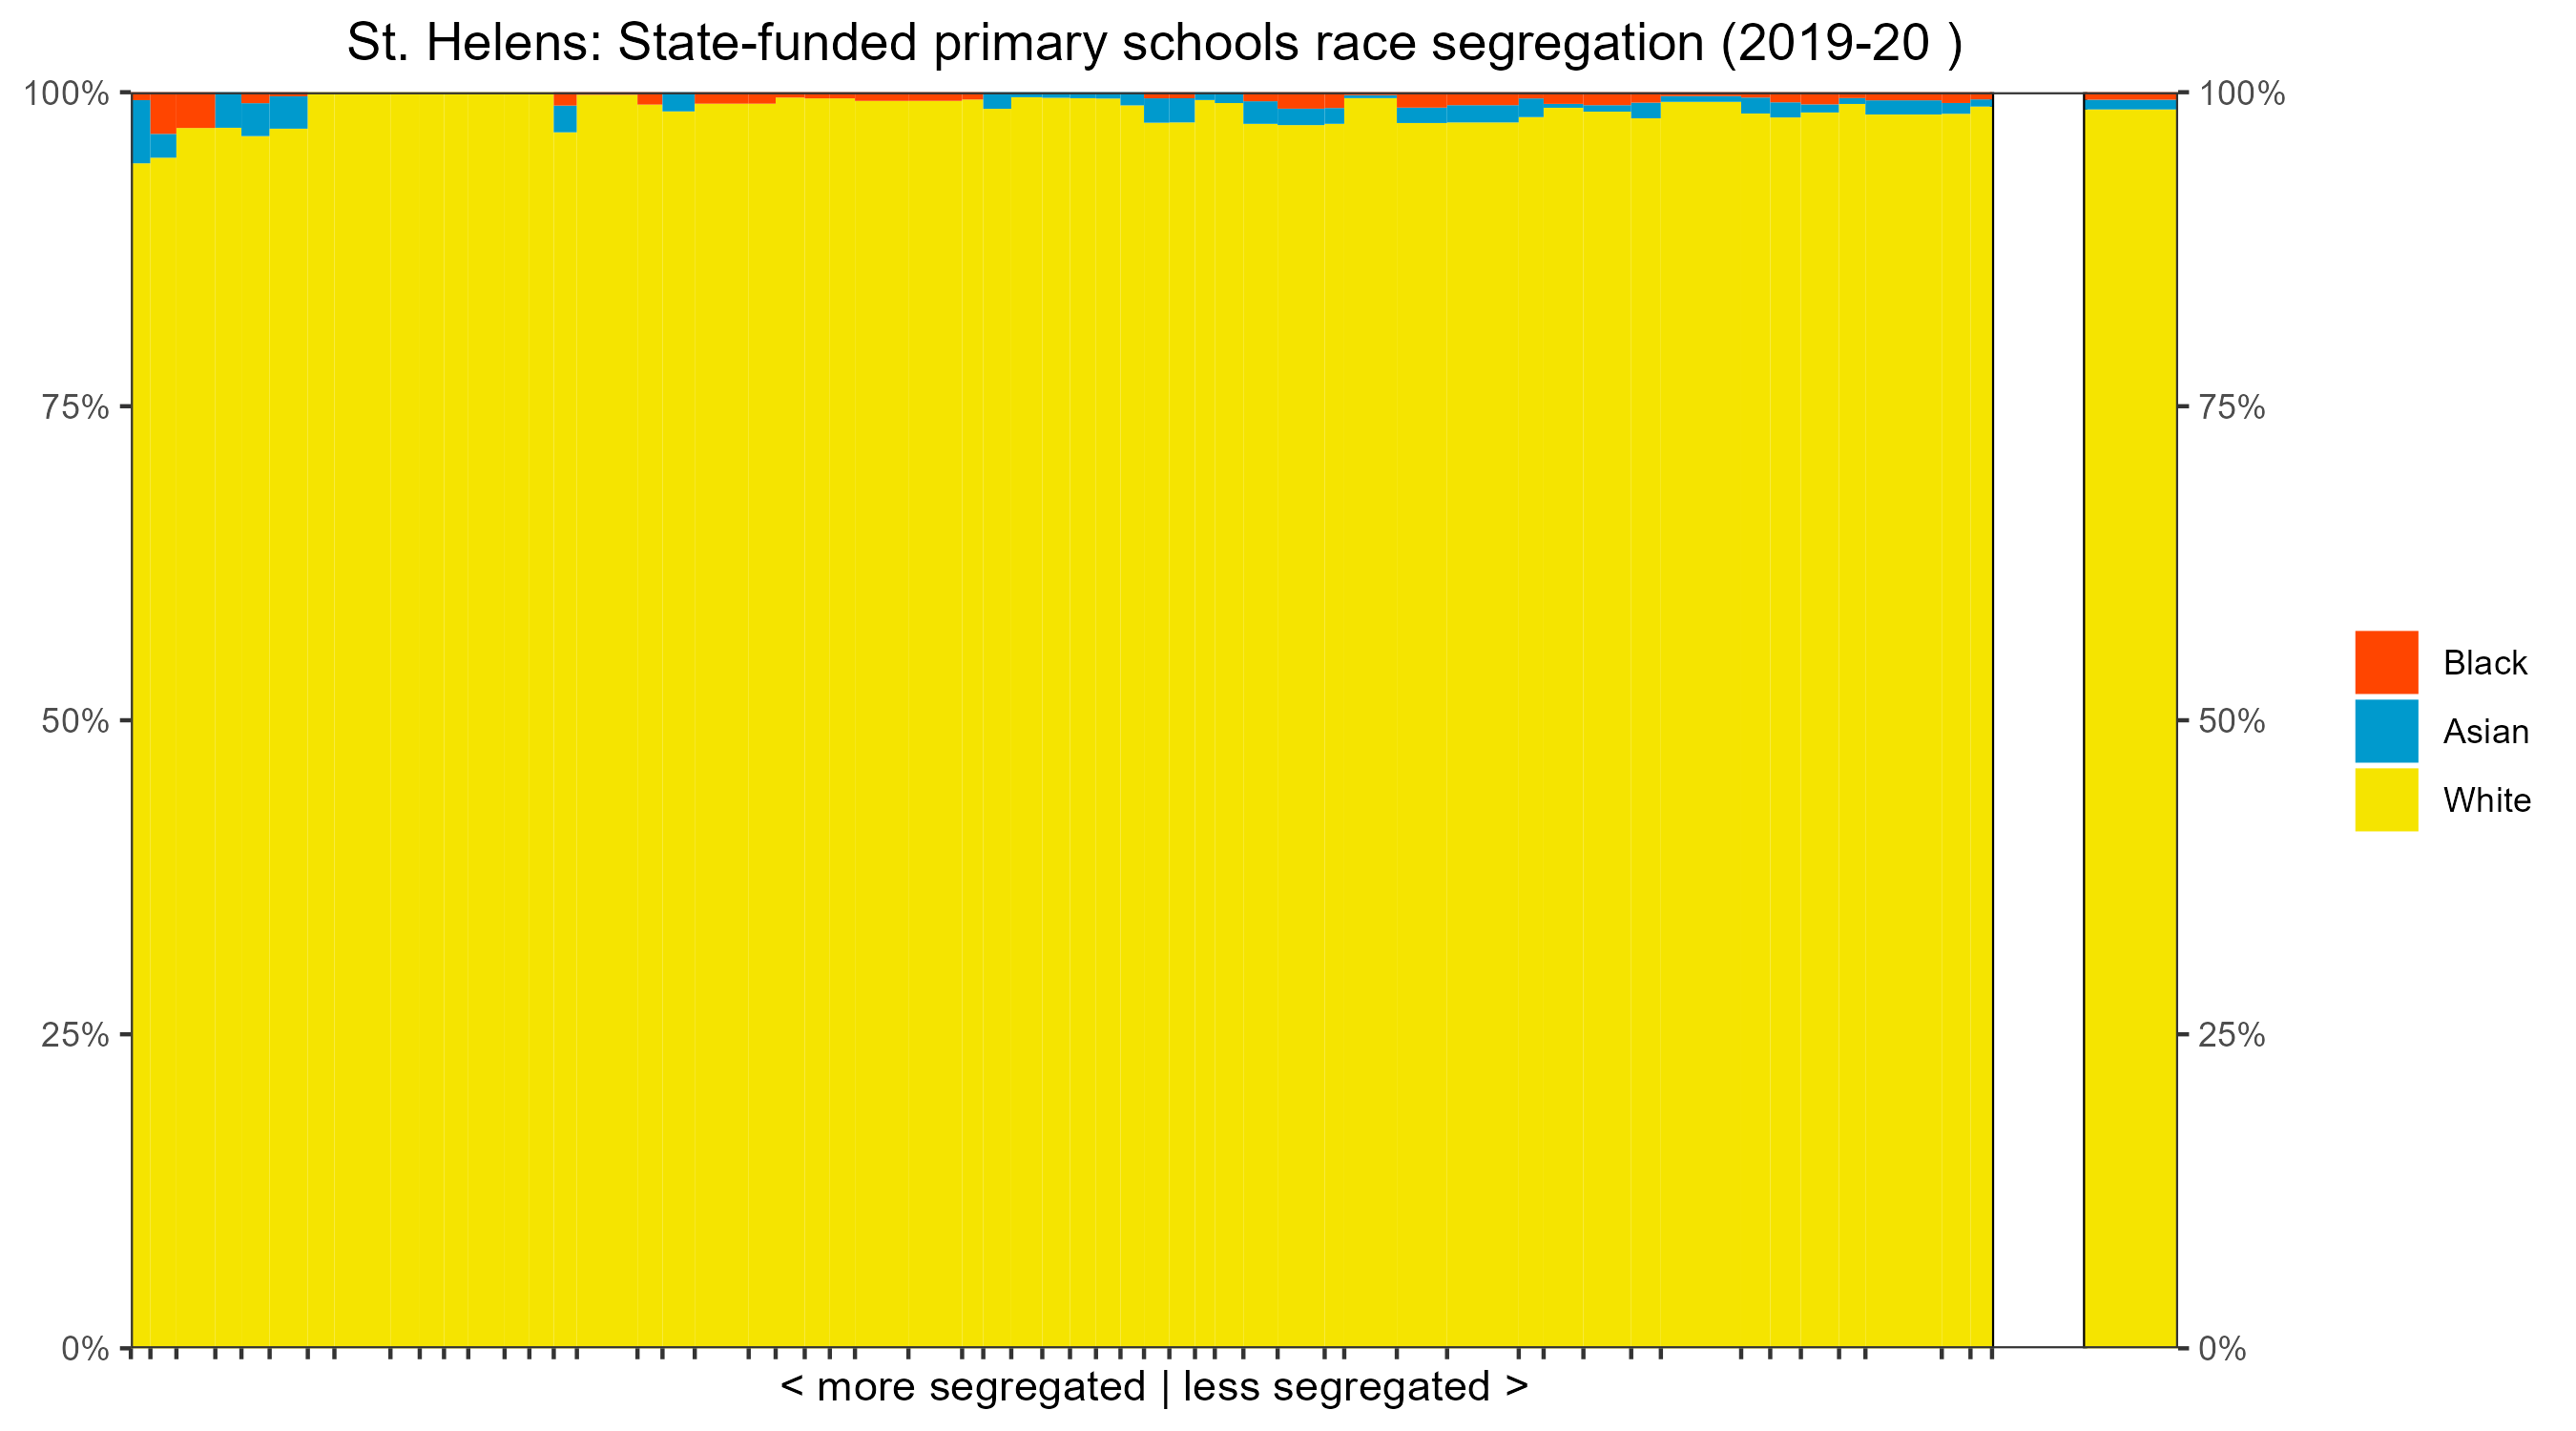 St. Helens: State-funded primary schools race segregation (2019-20 )
100%
100%
75%
75%
50%
50%
25%
25%
0%
0%
Black
Asian
White
< more segregated | less segregated >